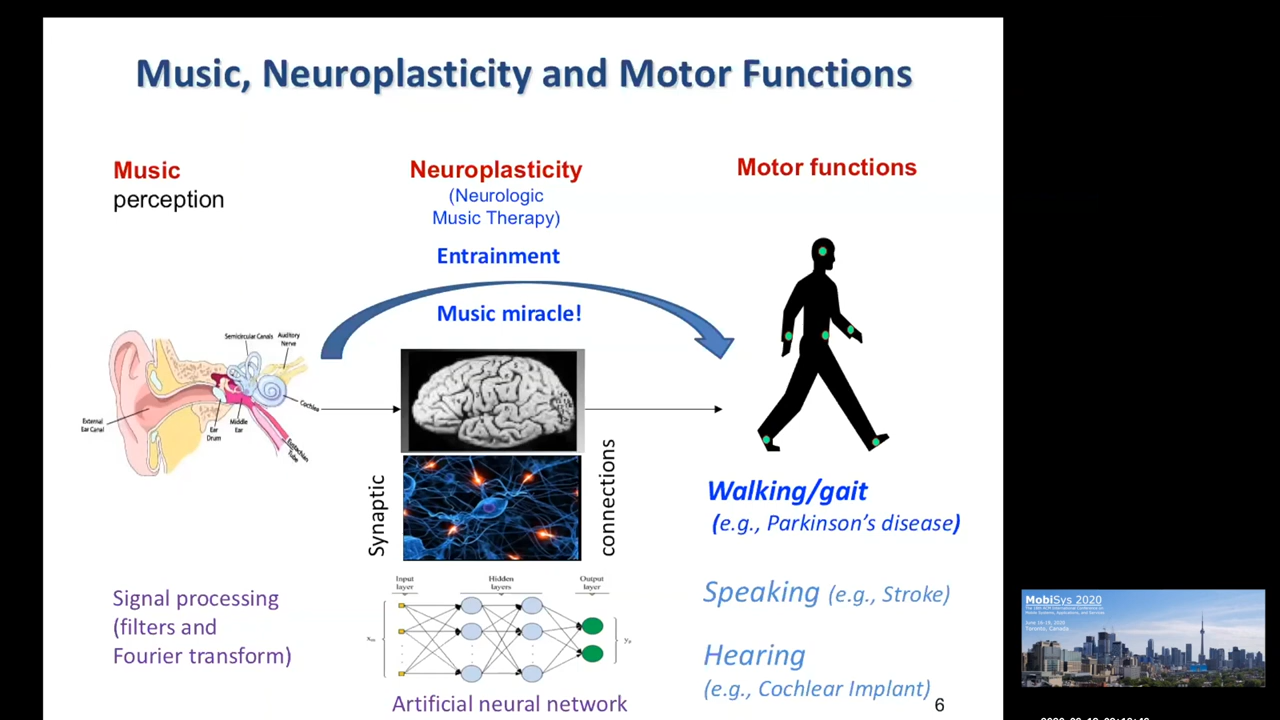 Music, Neuroplasticity and Motor Functions
Music
perception
Neuroplasticity
(Neurologic
Music Therapy)
Motor functions
Entrainment
Music miracle!
Semicircular Canals
Auditory
Nerve
External
Ear Canal
Ear
Drum
Middle
Ear
Cochlea
Eustachian
Tube
Synaptic
connections
Walking/gait
(e.g., Parkinson's disease)
Speaking (e.g., Stroke)
Hearing
(e.g., Cochlear Implant)
Signal processing
(filters and
Fourier transform)
Input
layer
Hidden
layers
Output
layer
Artificial neural network
6
MobiSys 2020
June 16-19, 2020
Toronto, Canada